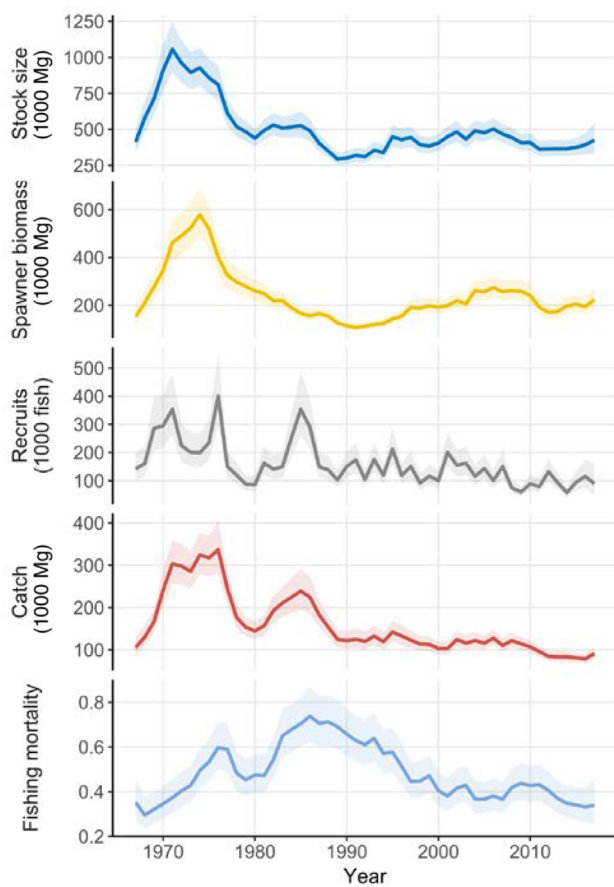 Stock size
(1000 Mg)
1250
1000
750
500
250
Spawner biomass
(1000 Mg)
600
400
200
Recruits
(1000 fish)
500
400
300
200
100
Catch
(1000 Mg)
400
300
200
100
Fishing mortality
0.8
0.6
0.4
0.2
1970 1980 1990 2000 2010
Year